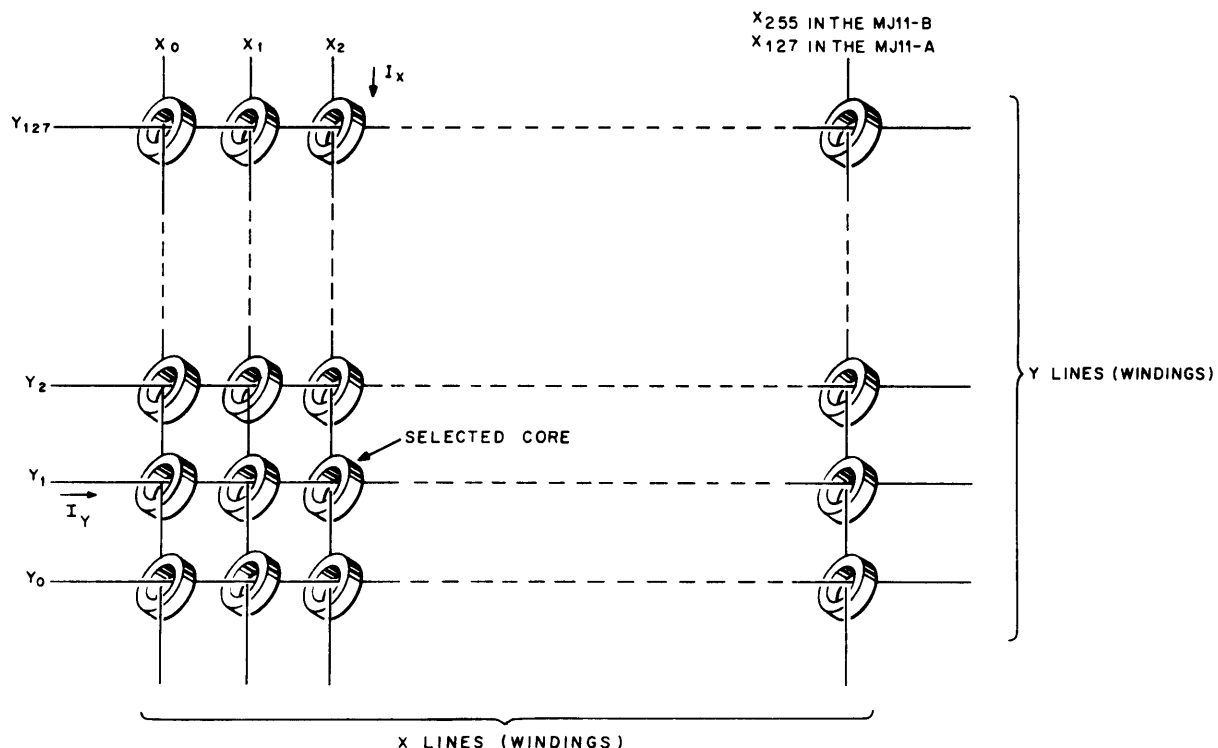 X255 IN THE MJ11-B
X127 IN THE MJ11-A
X0 X1 X2
IX
Y127
Y2
Y LINES (WINDINGS)
SELECTED CORE
Y1
IY
Y0
X LINES (WINDINGS)